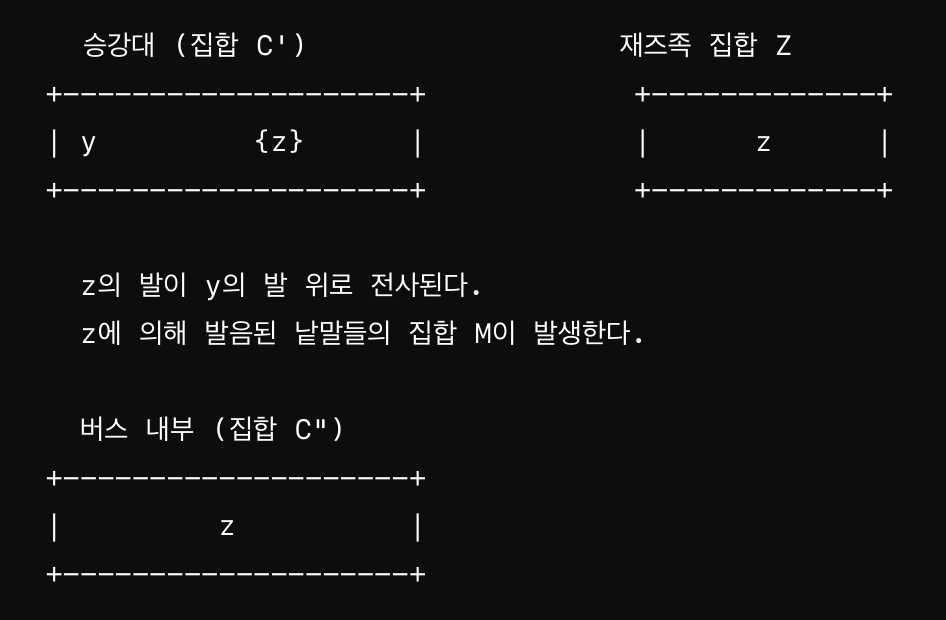 승강대 (집합 C') 재즈족 집합 Z
+--------------------+ +-------------+
| y {z} | | z |
+--------------------+ +-------------+
z의 발이 y의 발 위로 전사된다.
z에 의해 발음된 낱말들의 집합 M이 발생한다.
버스 내부 (집합 C")
+--------------------+
| z |
+--------------------+